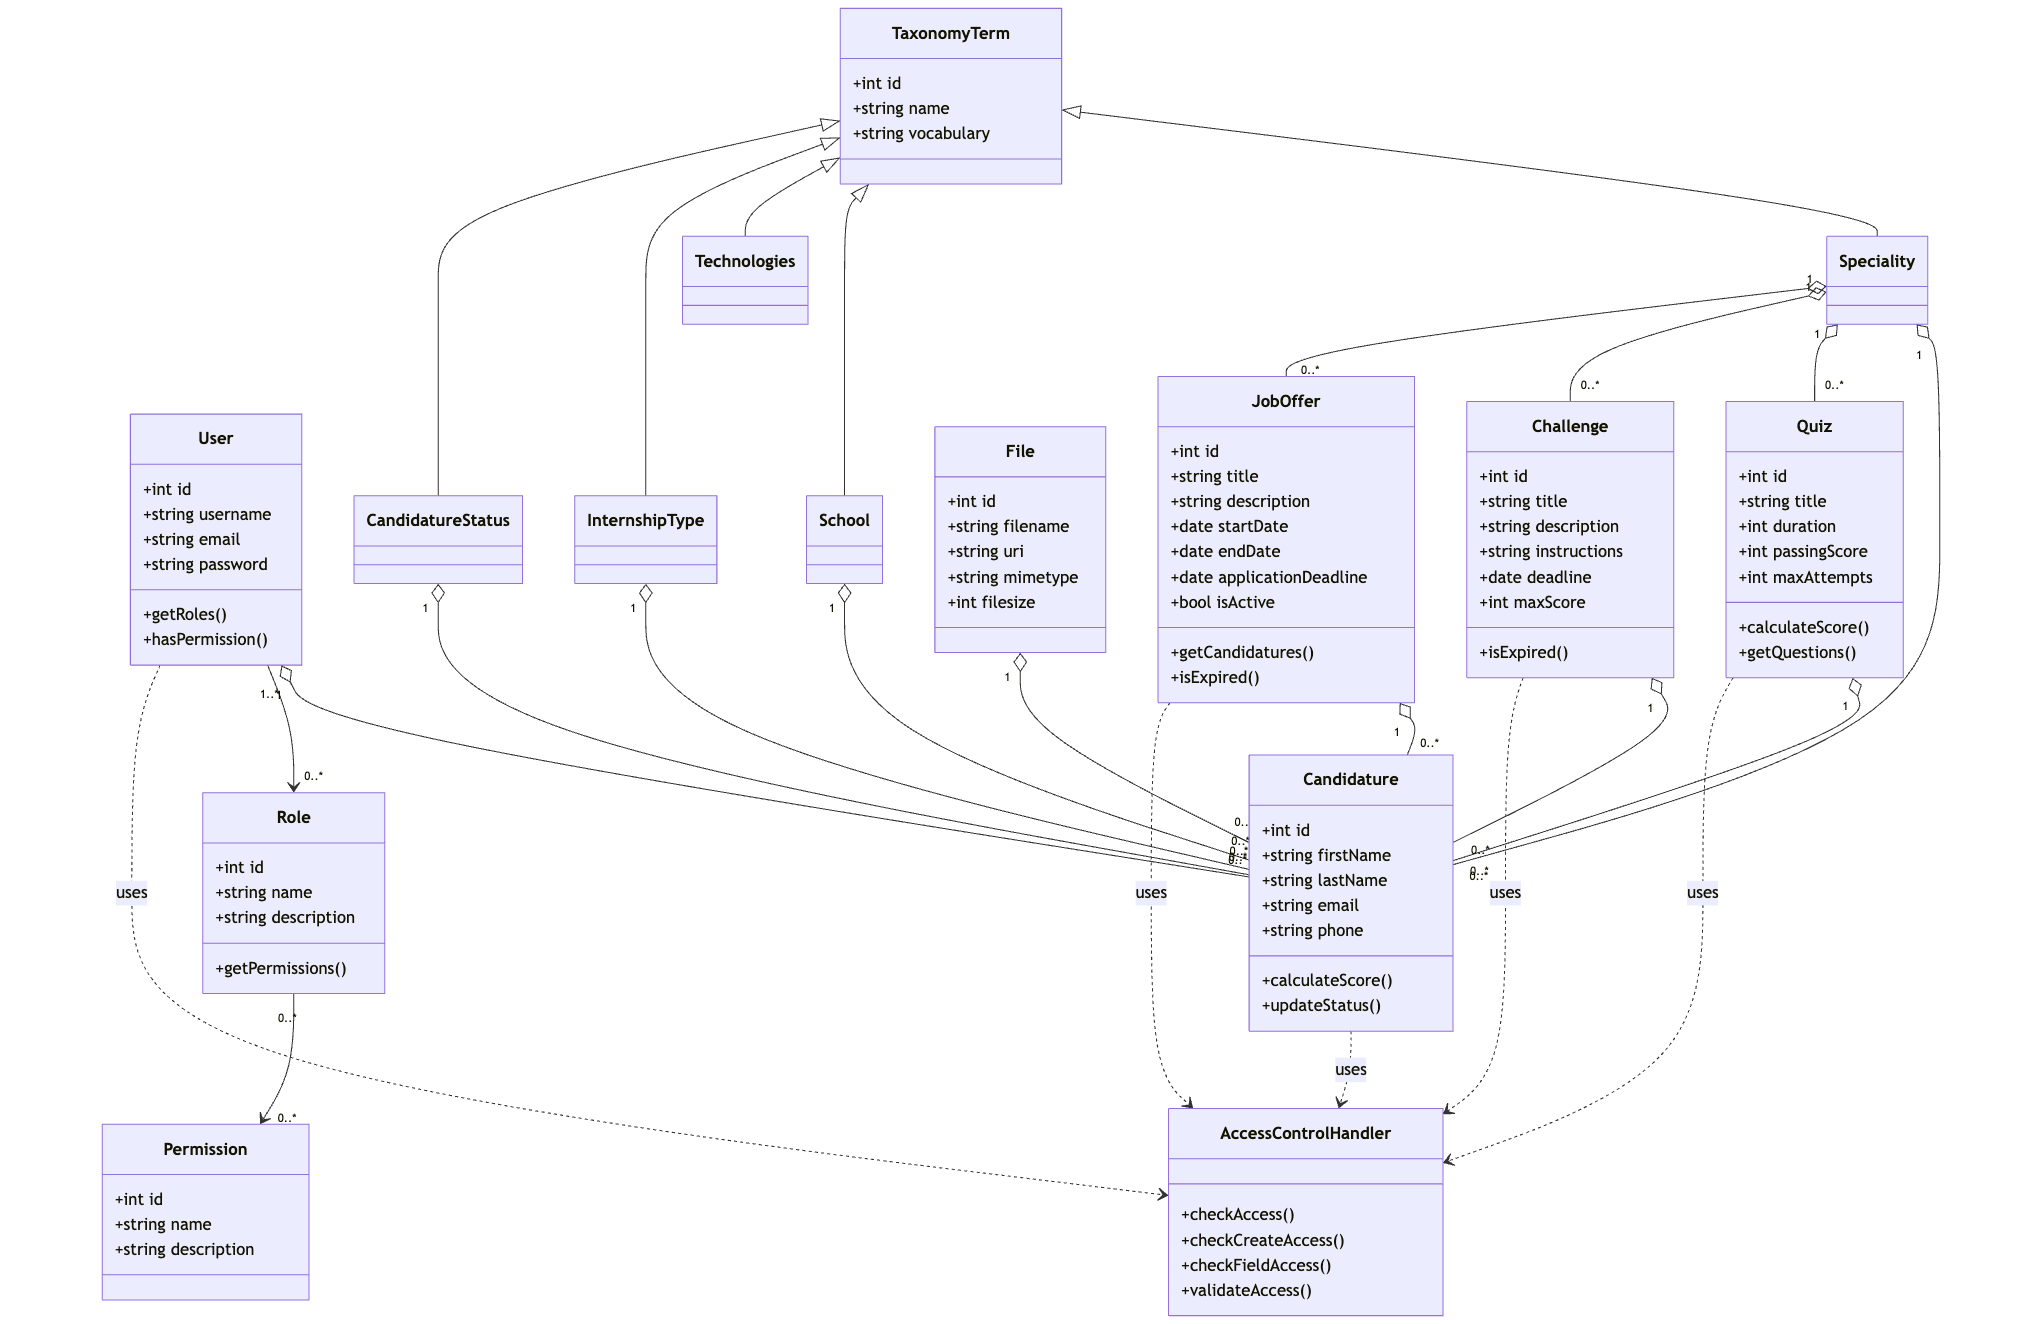 TaxonomyTerm
+int id
+string name
+string vocabulary
Technologies
Speciality
1
1
1
1
0..*
0..*
0..*
User
+int id
+string username
+string email
+string password
+getRoles()
+hasPermission()
CandidatureStatus
1
InternshipType
1
School
1
File
+int id
+string filename
+string uri
+string mimetype
+int filesize
1
JobOffer
+int id
+string title
+string description
+date startDate
+date endDate
+date applicationDeadline
+bool isActive
+getCandidatures()
+isExpired()
1
0..*
Challenge
+int id
+string title
+string description
+string instructions
+date deadline
+int maxScore
+isExpired()
1
Quiz
+int id
+string title
+int duration
+int passingScore
+int maxAttempts
+calculateScore()
+getQuestions()
1
0..*
Role
+int id
+string name
+string description
+getPermissions()
0..*
0..*
uses
Candidature
+int id
+string firstName
+string lastName
+string email
+string phone
+calculateScore()
+updateStatus()
0..*
uses
uses
uses
uses
Permission
+int id
+string name
+string description
AccessControlHandler
+checkAccess()
+checkCreateAccess()
+checkFieldAccess()
+validateAccess()